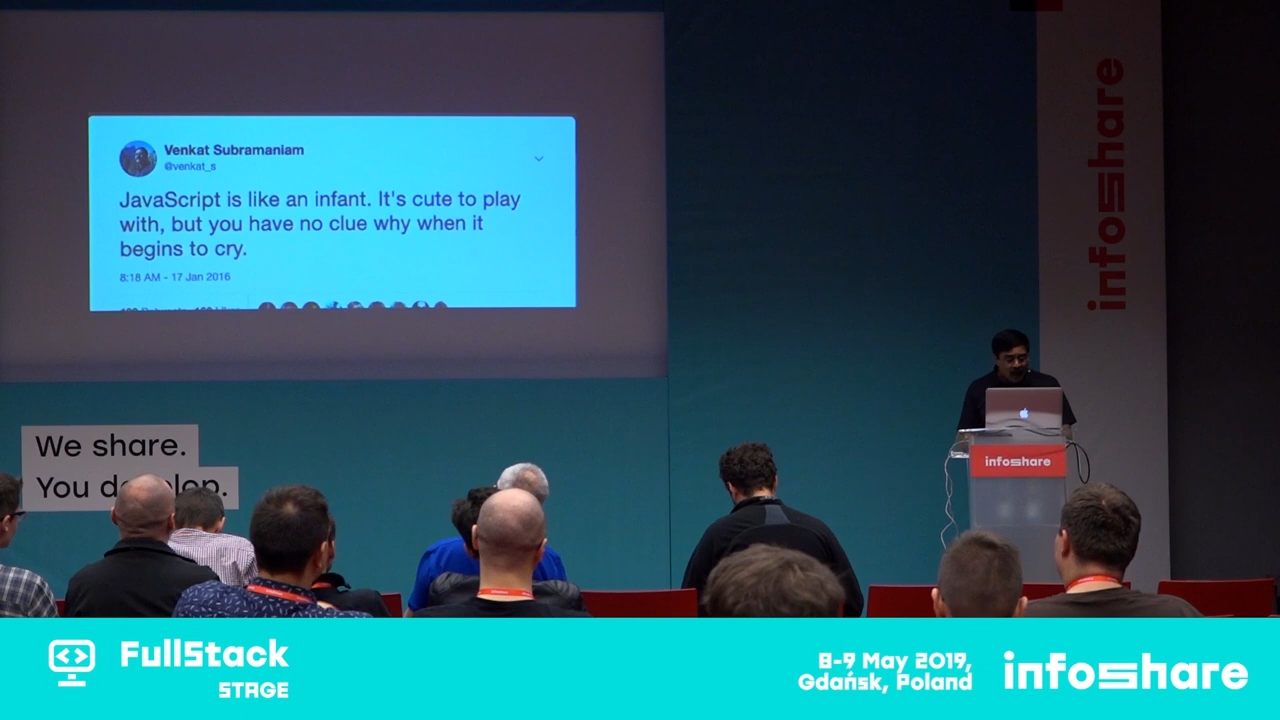 Venkat Subramaniam
@venkat_s
JavaScript is like an infant. It's cute to play
with, but you have no clue why when it
begins to cry.
8:18 AM - 17 Jan 2016
infoshare
We share.
You
infoshare
FullStack
STAGE
8-9 May 2019,
Gdańsk, Poland
infoshare